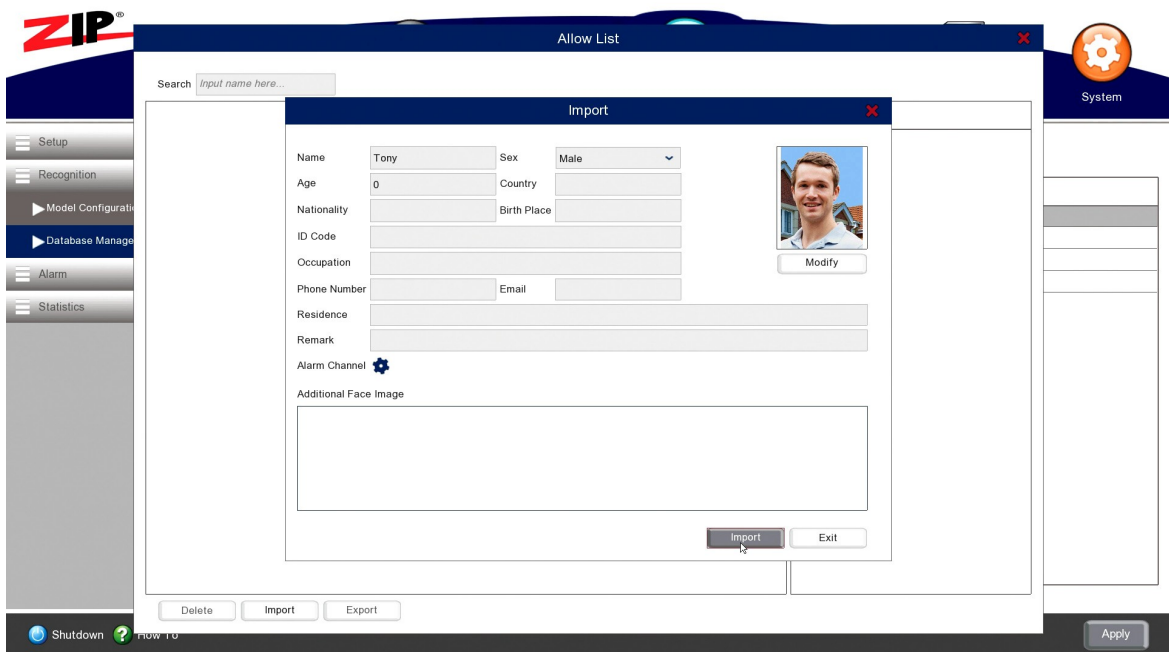 ZIP®
Allow List
System
Search Input name here...
Import
Setup
Recognition
Model Configurati
Database Manage
Alarm
Statistics
Name Tony Sex Male
Age 0 Country
Nationality Birth Place
ID Code
Occupation
Modify
Phone Number Email
Residence
Remark
Alarm Channel
Additional Face Image
Import Exit
Delete Import Export
Shutdown ? How To
Apply